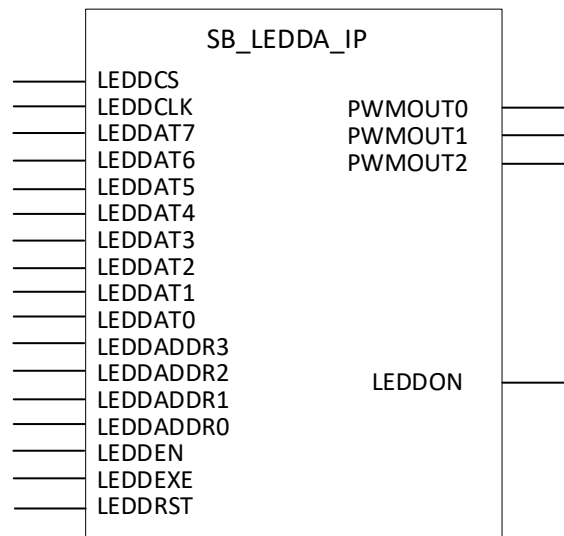 SB_LEDDA_IP
LEDDCS
LEDDCLK
LEDDAT7
LEDDAT6
LEDDAT5
LEDDAT4
LEDDAT3
LEDDAT2
LEDDAT1
LEDDAT0
LEDDADDR3
LEDDADDR2
LEDDADDR1
LEDDADDR0
LEDDEN
LEDDEXE
LEDDRST
PWMOUT0
PWMOUT1
PWMOUT2
LEDDON